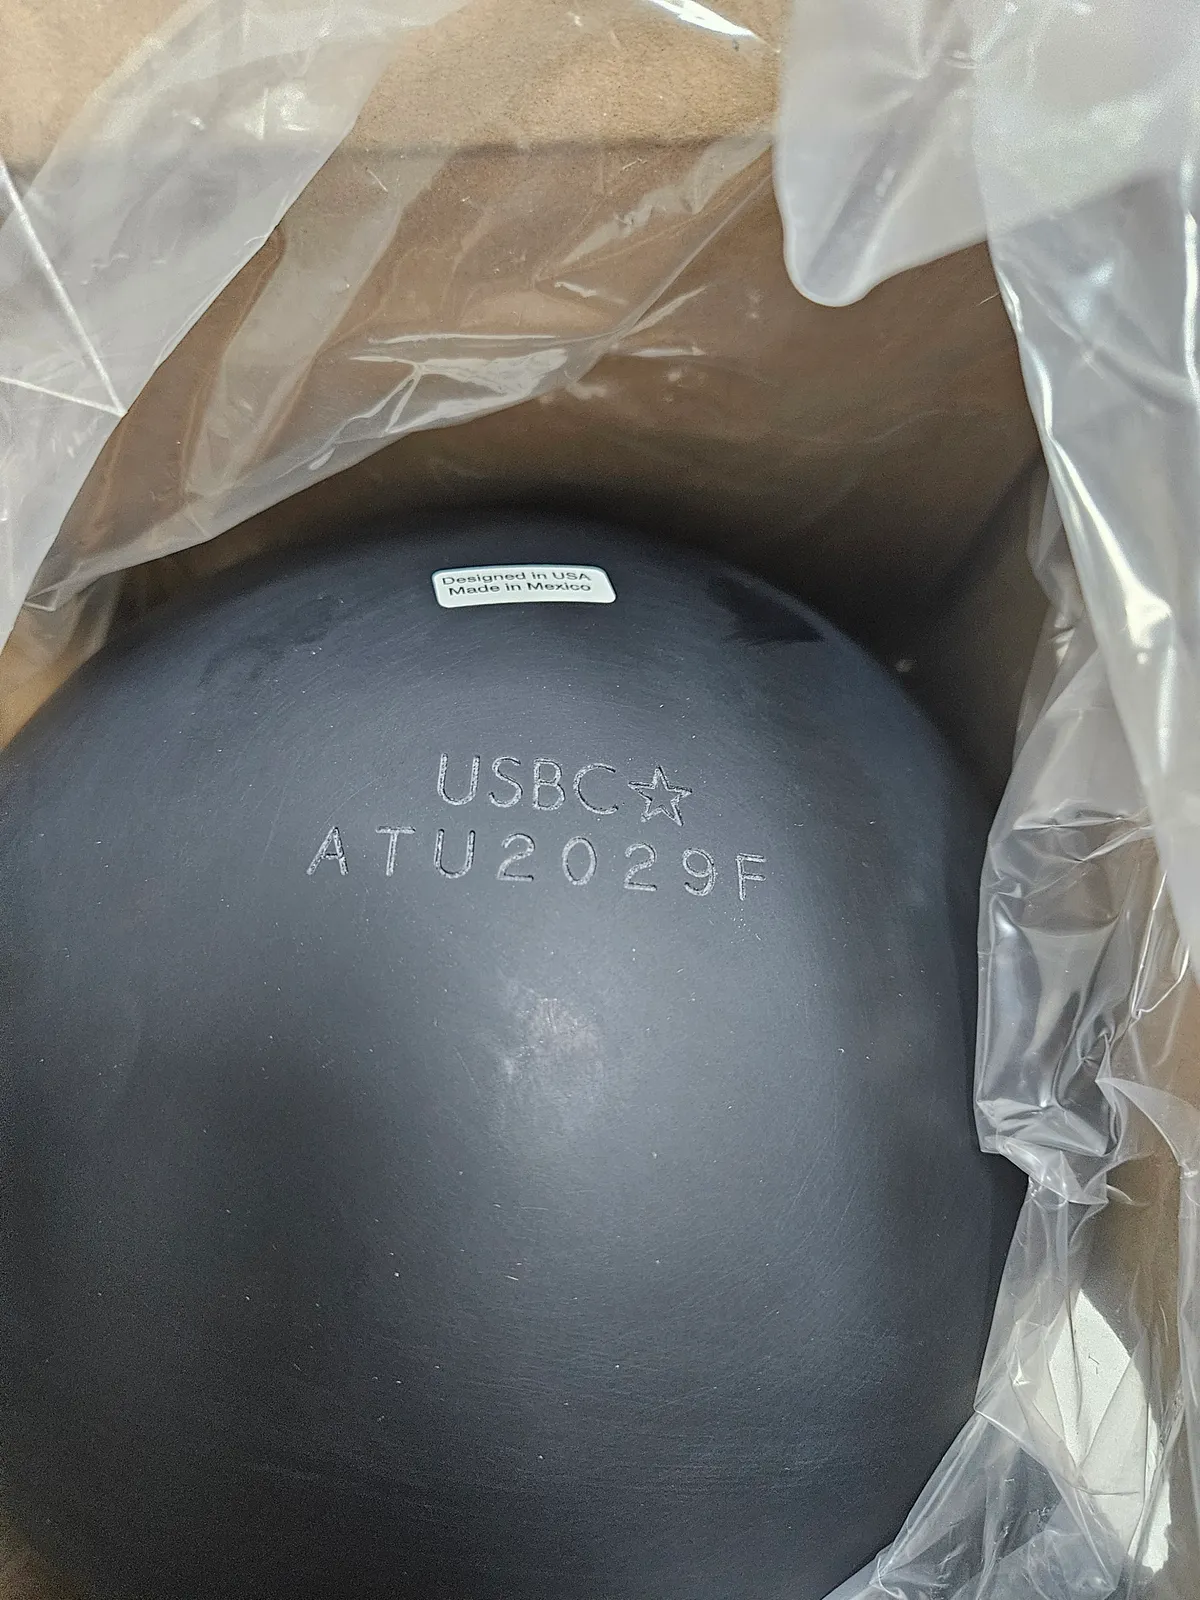 Designed in USA
Made in Mexico
USBC☆
ATU2029F